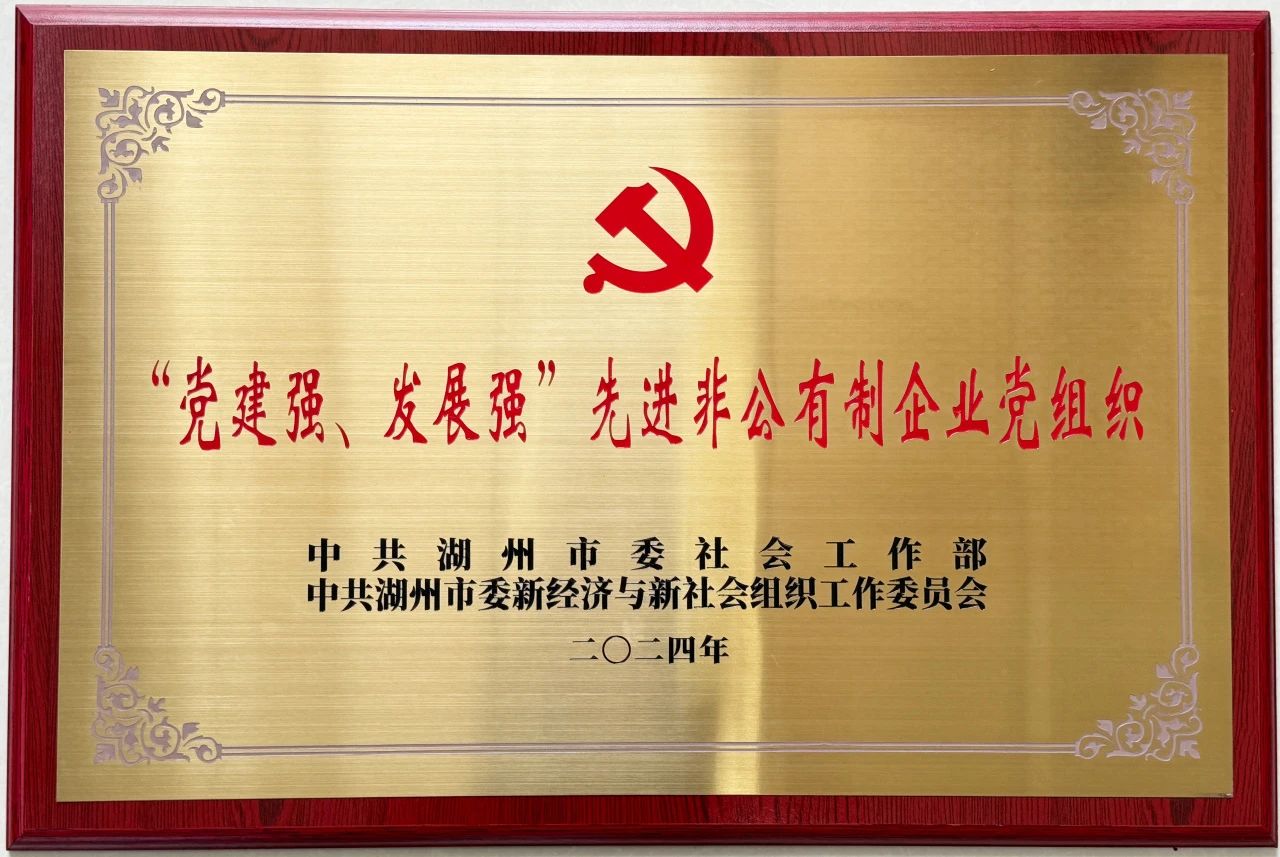 “党建强、发展强”先进非公有制企业党组织
中共湖州市委社会工作部
中共湖州市委新经济与新社会组织工作委员会
二〇二四年